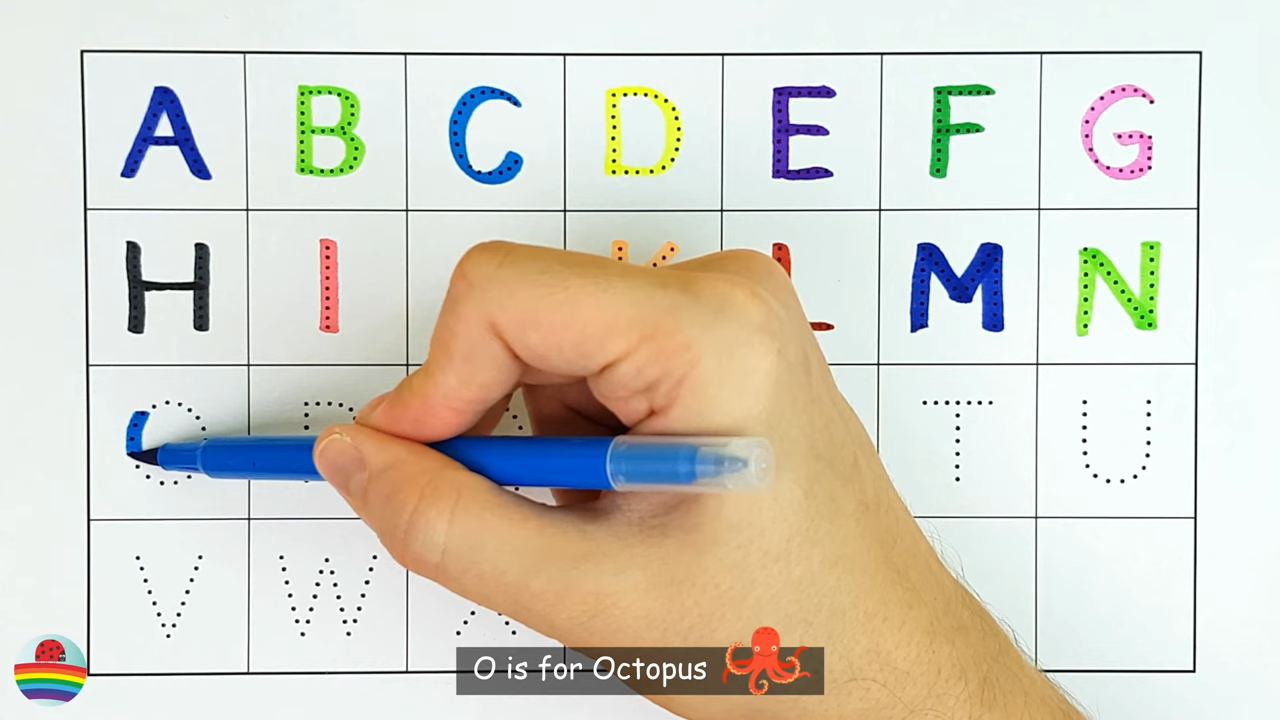 A B C D E F G
H I K L M N
O P T U
V W X
O is for Octopus